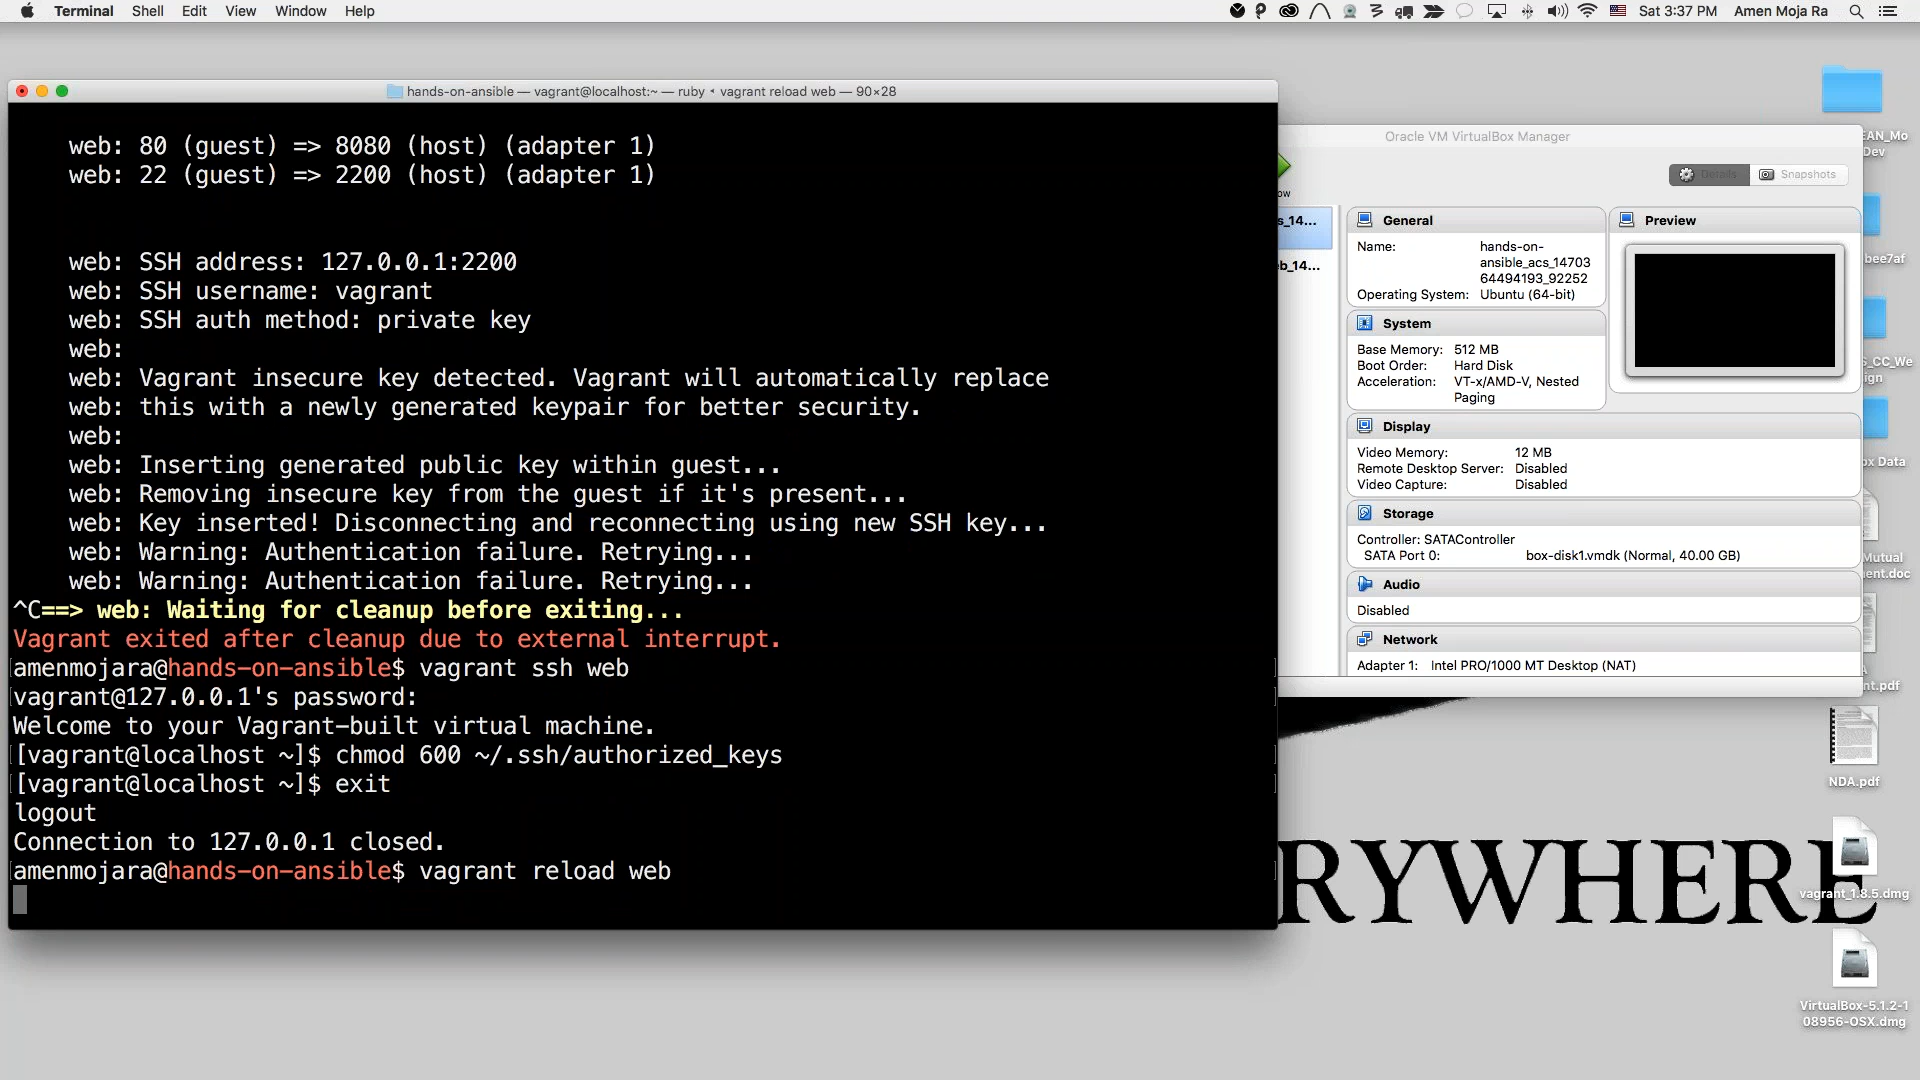 Terminal Shell Edit View Window Help
Sat 3:37 PM Amen Moja Ra
hands-on-ansible — vagrant@localhost:~ — ruby ◂ vagrant reload web — 90×28
web: 80 (guest) => 8080 (host) (adapter 1)
web: 22 (guest) => 2200 (host) (adapter 1)
web: SSH address: 127.0.0.1:2200
web: SSH username: vagrant
web: SSH auth method: private key
web:
web: Vagrant insecure key detected. Vagrant will automatically replace
web: this with a newly generated keypair for better security.
web:
web: Inserting generated public key within guest...
web: Removing insecure key from the guest if it's present...
web: Key inserted! Disconnecting and reconnecting using new SSH key...
web: Warning: Authentication failure. Retrying...
web: Warning: Authentication failure. Retrying...
^C==> web: Waiting for cleanup before exiting...
Vagrant exited after cleanup due to external interrupt.
amenmojara@hands-on-ansible$ vagrant ssh web
vagrant@127.0.0.1's password:
Welcome to your Vagrant-built virtual machine.
[vagrant@localhost ~]$ chmod 600 ~/.ssh/authorized_keys
[vagrant@localhost ~]$ exit
logout
Connection to 127.0.0.1 closed.
amenmojara@hands-on-ansible$ vagrant reload web
Oracle VM VirtualBox Manager
Details Snapshots
ow
s_14...
b_14...
General
Name: hands-on-
ansible_acs_14703
64494193_92252
Operating System: Ubuntu (64-bit)
Preview
System
Base Memory: 512 MB
Boot Order: Hard Disk
Acceleration: VT-x/AMD-V, Nested
Paging
Display
Video Memory: 12 MB
Remote Desktop Server: Disabled
Video Capture: Disabled
Storage
Controller: SATAController
SATA Port 0: box-disk1.vmdk (Normal, 40.00 GB)
Audio
Disabled
Network
Adapter 1: Intel PRO/1000 MT Desktop (NAT)
EAN_Mo
Dev
bee7af
S_CC_We
ign
ox Data
Mutual
ent.doc
nt.pdf
NDA.pdf
RYWHERE
vagrant_1.8.5.dmg
VirtualBox-5.1.2-1
08956-OSX.dmg